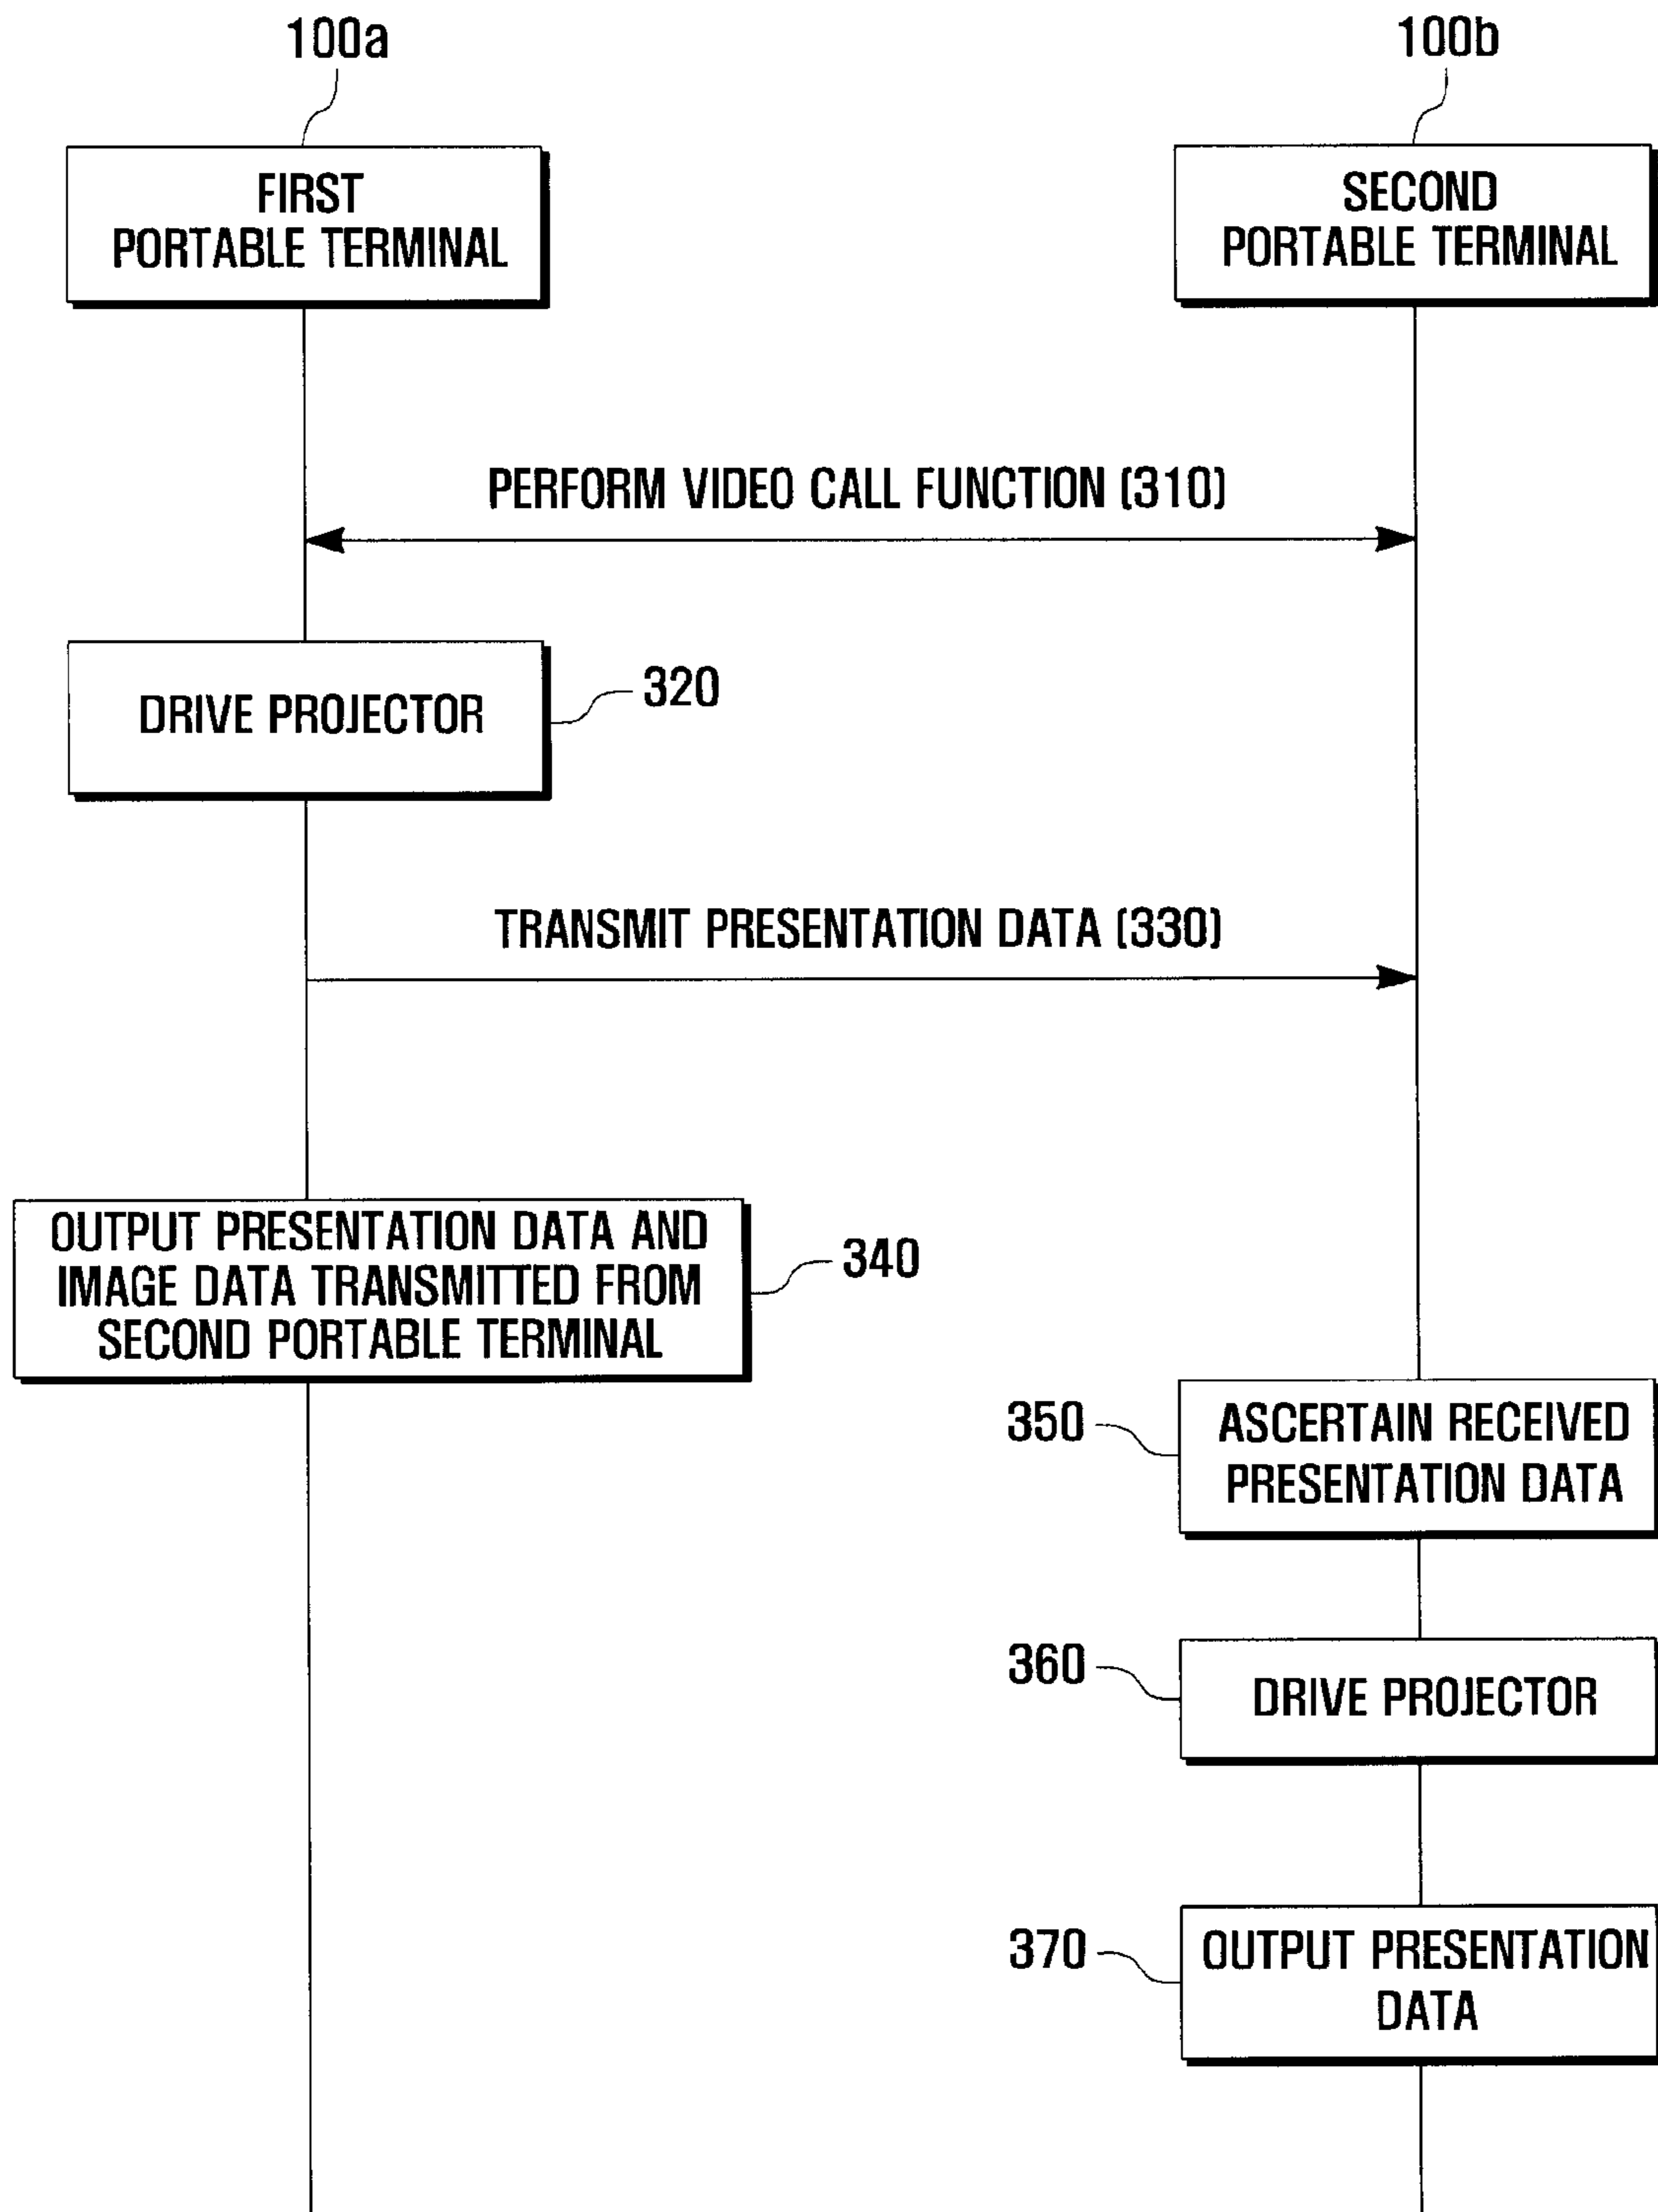 100a
100b
FIRST
PORTABLE TERMINAL
SECOND
PORTABLE TERMINAL
PERFORM VIDEO CALL FUNCTION (310)
DRIVE PROJECTOR
320
TRANSMIT PRESENTATION DATA (330)
OUTPUT PRESENTATION DATA AND
IMAGE DATA TRANSMITTED FROM
SECOND PORTABLE TERMINAL
340
350
ASCERTAIN RECEIVED
PRESENTATION DATA
360
DRIVE PROJECTOR
370
OUTPUT PRESENTATION
DATA